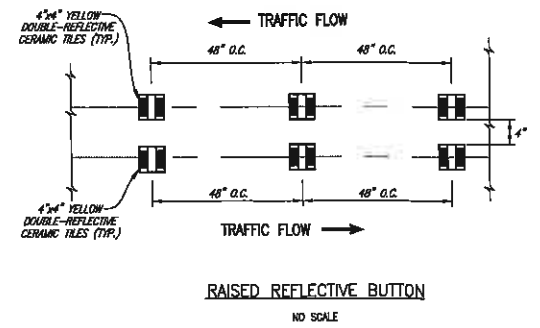 4"x4" YELLOW
DOUBLE-REFLECTIVE
CERAMIC TILES (TYP.)
TRAFFIC FLOW
48" O.C.
48" O.C.
4"
4"x4" YELLOW
DOUBLE-REFLECTIVE
CERAMIC TILES (TYP.)
48" O.C.
48" O.C.
TRAFFIC FLOW
RAISED REFLECTIVE BUTTON
NO SCALE